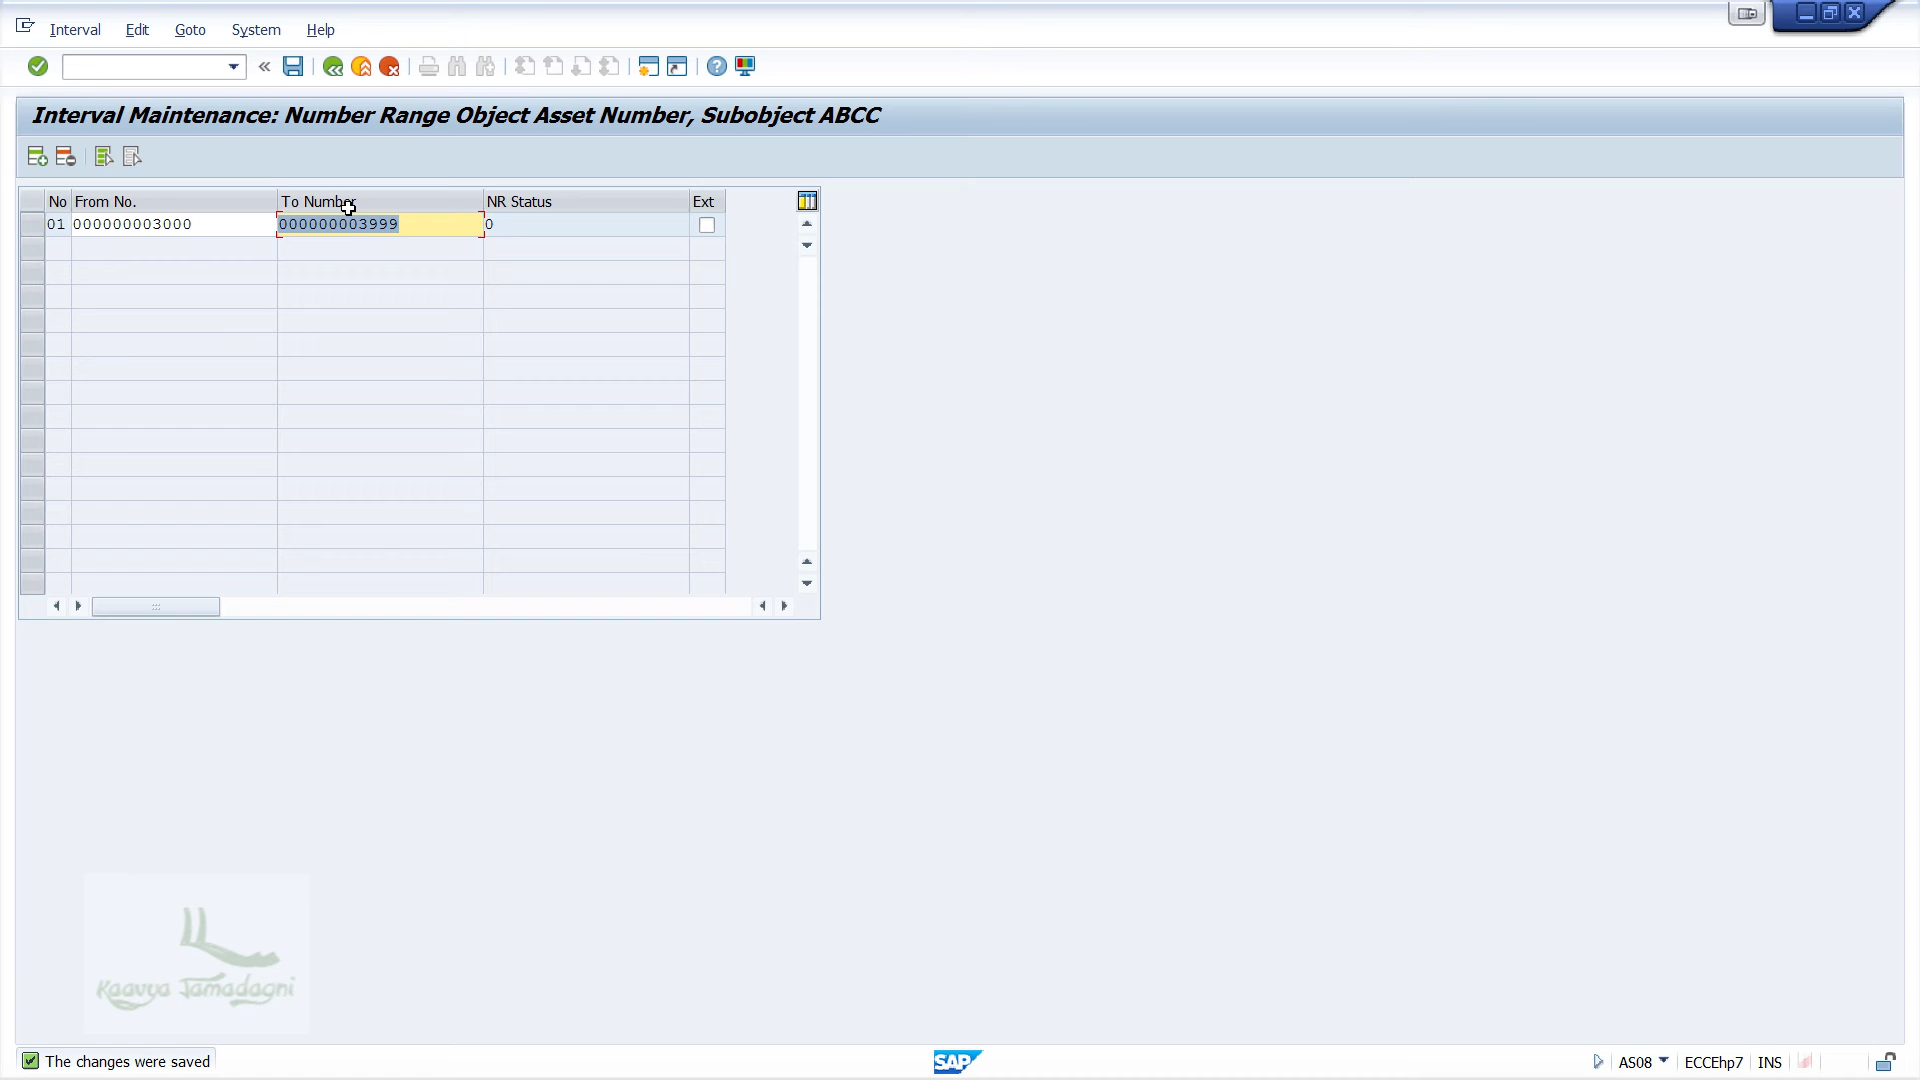 Interval Edit Goto System Help
Interval Maintenance: Number Range Object Asset Number, Subobject ABCC
No From No. To Number NR Status Ext
01 000000003000 000000003999 0
Kaavya Jamadagni
The changes were saved
SAP
AS08 ECCEhp7 INS